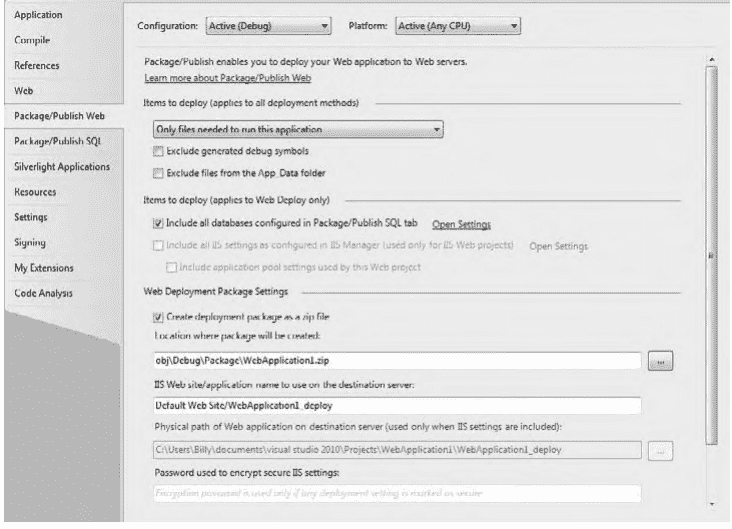 Application
Compile
References
Web
Package/Publish Web
Package/Publish SQL
Silverlight Applications
Resources
Settings
Signing
My Extensions
Code Analysis
Configuration: Active (Debug) Platform: Active (Any CPU)
Package/Publish enables you to deploy your Web application to Web servers.
Learn more about Package/Publish Web
Items to deploy (applies to all deployment methods)
Only files needed to run this application
Exclude generated debug symbols
Exclude files from the App_Data folder
Items to deploy (applies to Web Deploy only)
Include all databases configured in Package/Publish SQL tab Open Settings
Include all IIS settings as configured in IIS Manager (used only for IIS Web projects) Open Settings
Include application pool settings used by this Web project
Web Deployment Package Settings
Create deployment package as a zip file
Location where package will be created:
obj\Debug\Package\WebApplication1.zip ...
IIS Web site/application name to use on the destination server:
Default Web Site/WebApplication1_deploy
Physical path of Web application on destination server (used only when IIS settings are included):
C:\Users\Billy\documents\visual studio 2010\Projects\WebApplication1\WebApplication1_deploy ...
Password used to encrypt secure IIS settings:
Encryption password is used only if any deployment setting is marked as secure